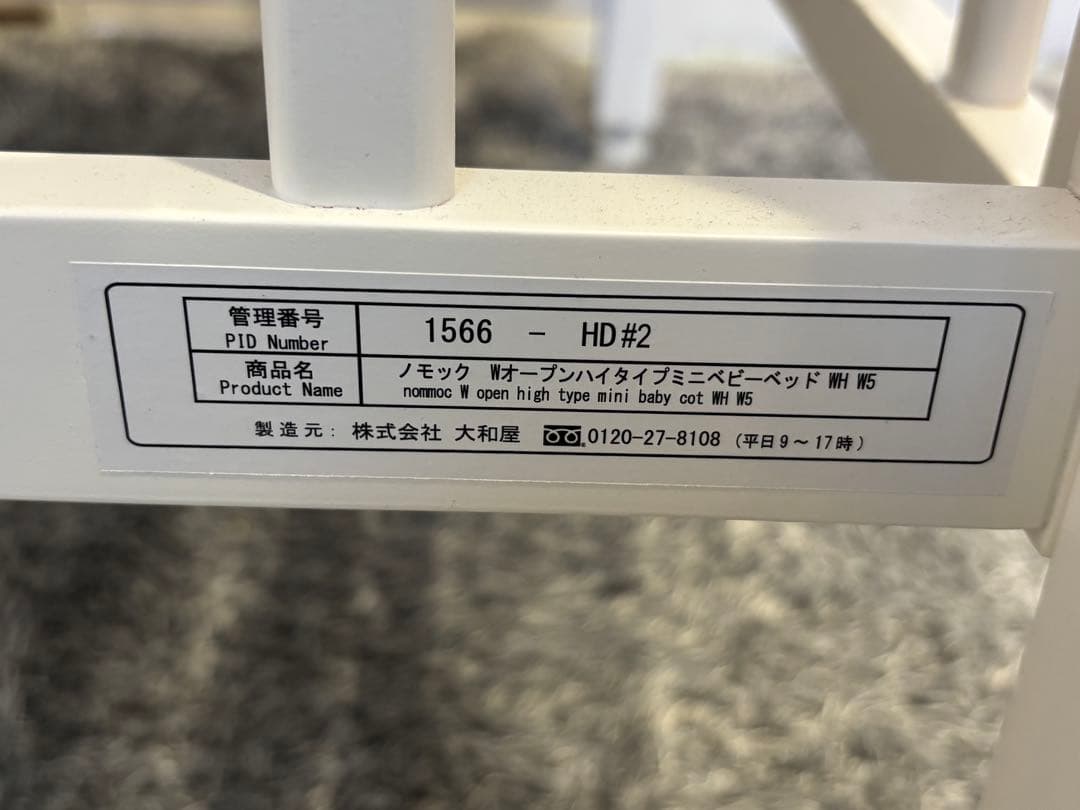 管理番号 1566 - HD#2
PID Number
商品名 ノモック Wオープンハイタイプミニベビーベッド WH W5
Product Name nommoc W open high type mini baby cot WH W5
製造元: 株式会社 大和屋 0120-27-8108 (平日9~17時)